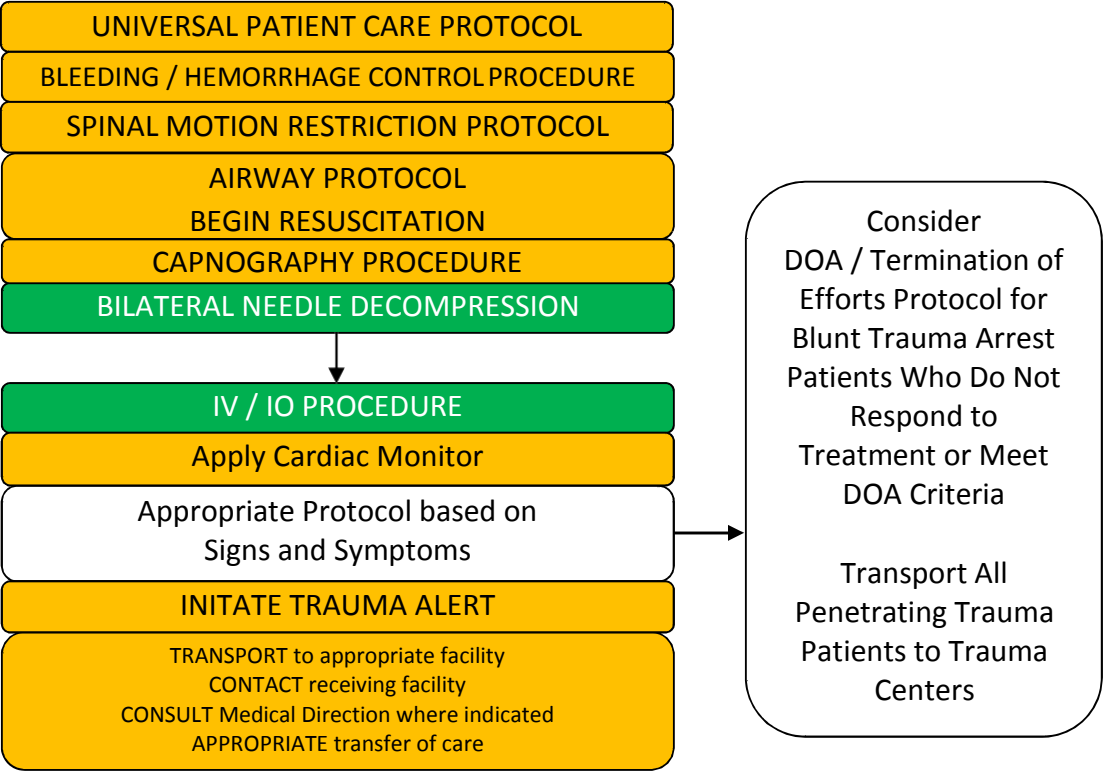 UNIVERSAL PATIENT CARE PROTOCOL
BLEEDING / HEMORRHAGE CONTROL PROCEDURE
SPINAL MOTION RESTRICTION PROTOCOL
AIRWAY PROTOCOL
BEGIN RESUSCITATION
CAPNOGRAPHY PROCEDURE
BILATERAL NEEDLE DECOMPRESSION
IV / IO PROCEDURE
Apply Cardiac Monitor
Appropriate Protocol based on
Signs and Symptoms
INITATE TRAUMA ALERT
TRANSPORT to appropriate facility
CONTACT receiving facility
CONSULT Medical Direction where indicated
APPROPRIATE transfer of care
Consider
DOA / Termination of
Efforts Protocol for
Blunt Trauma Arrest
Patients Who Do Not
Respond to
Treatment or Meet
DOA Criteria
Transport All
Penetrating Trauma
Patients to Trauma
Centers